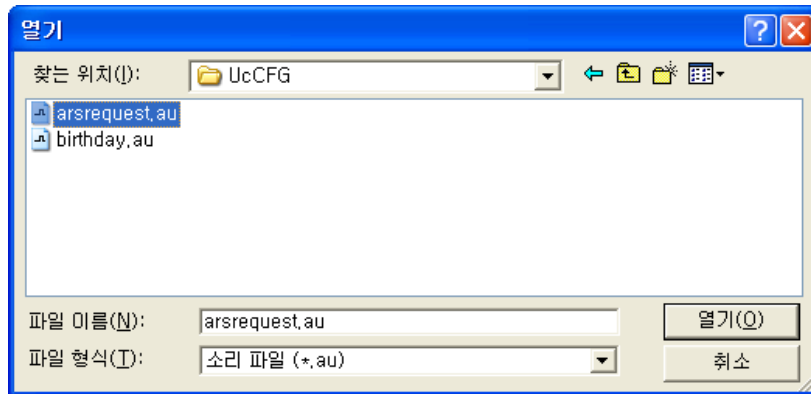 열기
찾는 위치(I): UcCFG
arsrequest.au
birthday.au
파일 이름(N): arsrequest.au 열기(O)
파일 형식(T): 소리 파일 (*.au) 취소